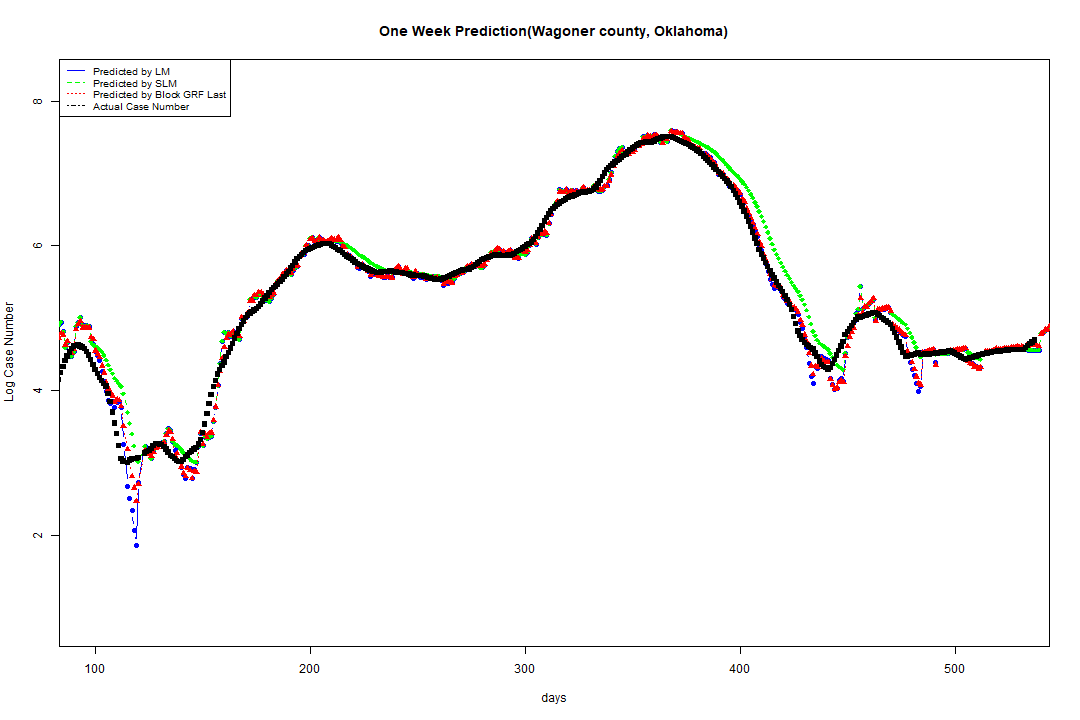 One Week Prediction(Wagoner county, Oklahoma)
Predicted by LM
Predicted by SLM
Predicted by Block GRF Last
Actual Case Number
8
6
4
2
Log Case Number
100 200 300 400 500
days